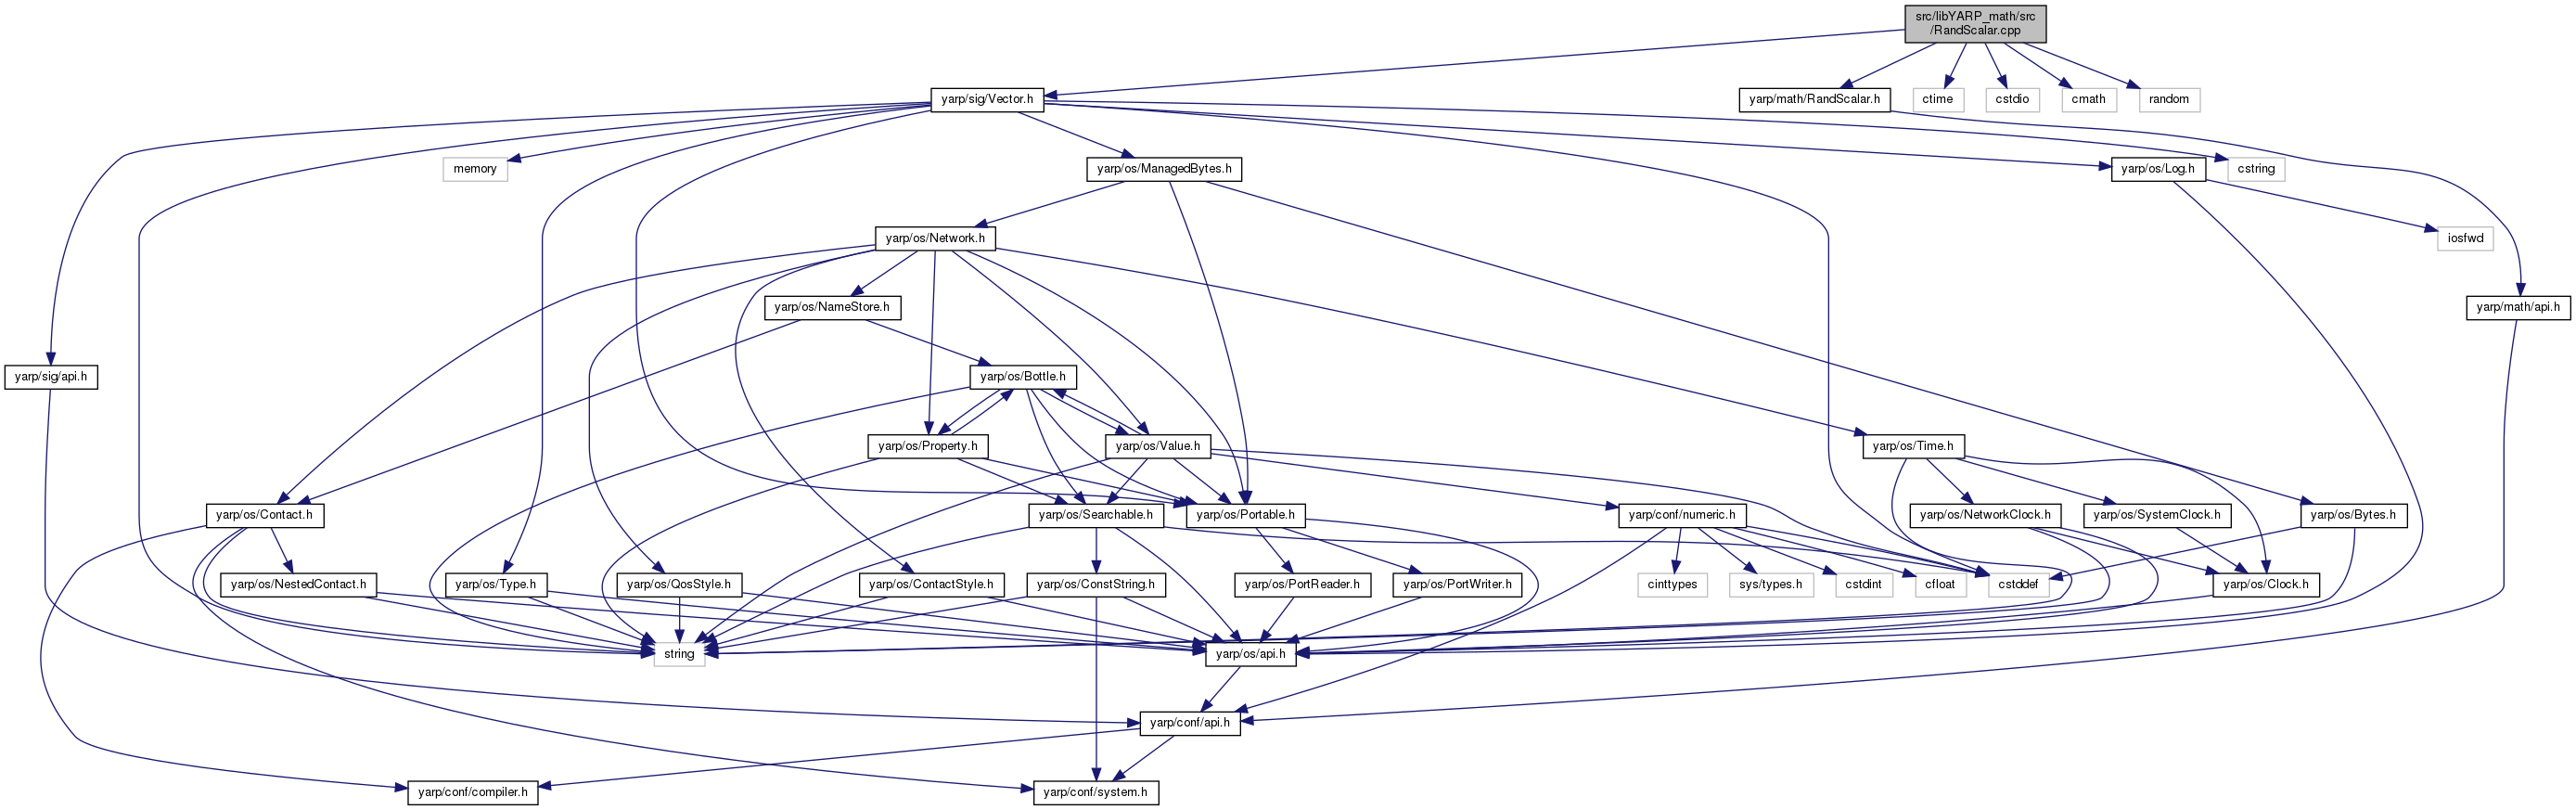 src/libYARP_math/src
/RandScalar.cpp
yarp/sig/Vector.h
yarp/math/RandScalar.h
ctime
cstdio
cmath
random
memory
yarp/os/ManagedBytes.h
yarp/os/Log.h
cstring
yarp/os/Network.h
iosfwd
yarp/os/NameStore.h
yarp/math/api.h
yarp/sig/api.h
yarp/os/Bottle.h
yarp/os/Property.h
yarp/os/Value.h
yarp/os/Time.h
yarp/os/Contact.h
yarp/os/Searchable.h
yarp/os/Portable.h
yarp/conf/numeric.h
yarp/os/NetworkClock.h
yarp/os/SystemClock.h
yarp/os/Bytes.h
yarp/os/NestedContact.h
yarp/os/Type.h
yarp/os/QosStyle.h
yarp/os/ContactStyle.h
yarp/os/ConstString.h
yarp/os/PortReader.h
yarp/os/PortWriter.h
cinttypes
sys/types.h
cstdint
cfloat
cstddef
yarp/os/Clock.h
string
yarp/os/api.h
yarp/conf/api.h
yarp/conf/compiler.h
yarp/conf/system.h